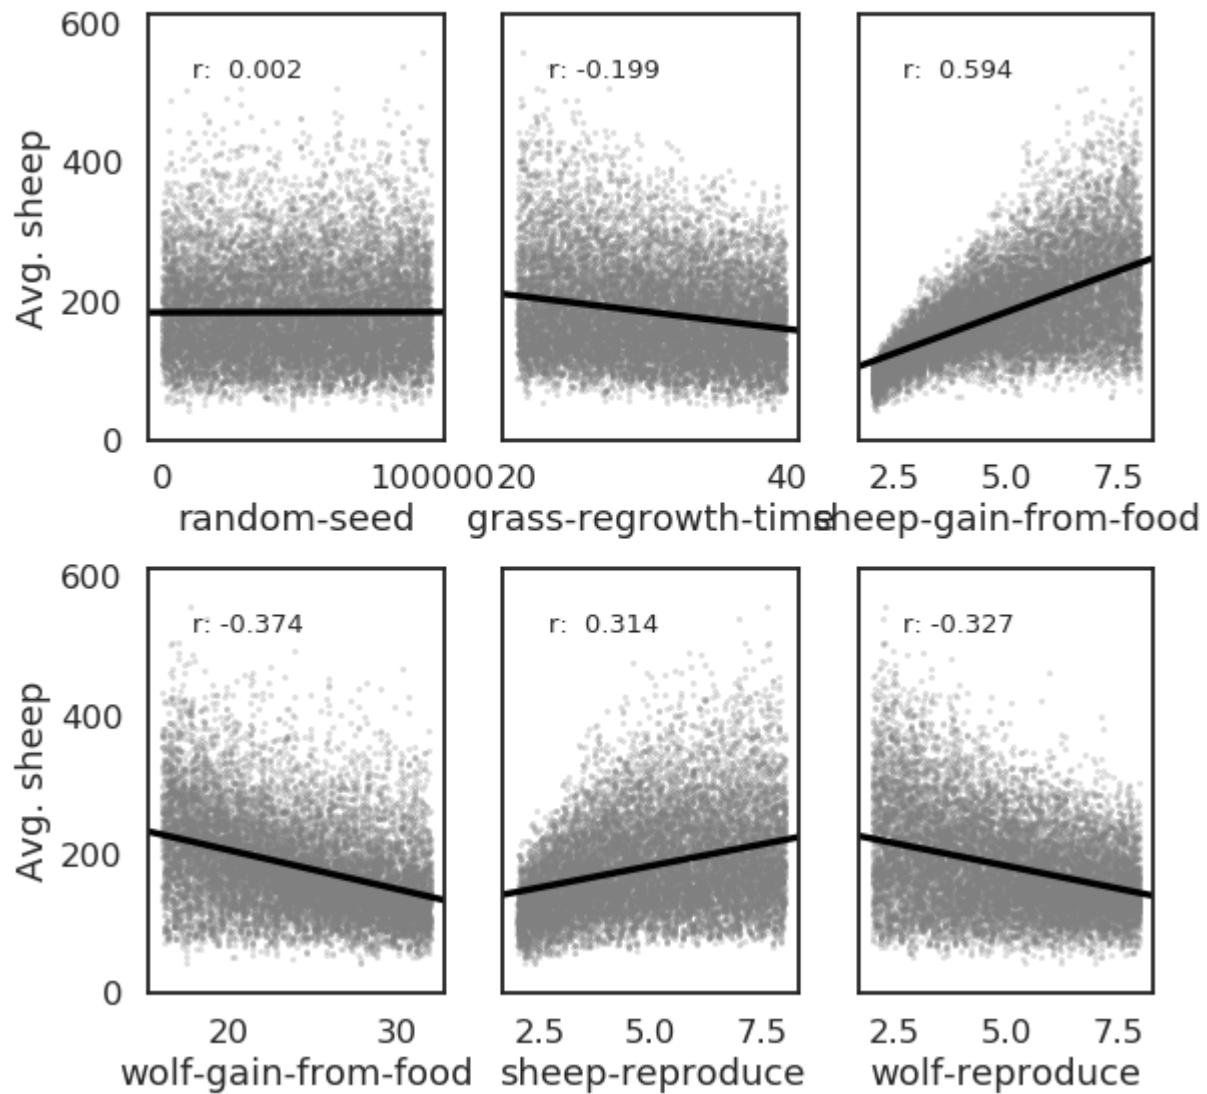 600
400
200
0
Avg. sheep
r: 0.002
r: -0.199
r: 0.594
0 100000
20 40
2.5 5.0 7.5
random-seed
grass-regrowth-time
sheep-gain-from-food
600
400
200
0
Avg. sheep
r: -0.374
r: 0.314
r: -0.327
20 30
2.5 5.0 7.5
2.5 5.0 7.5
wolf-gain-from-food
sheep-reproduce
wolf-reproduce